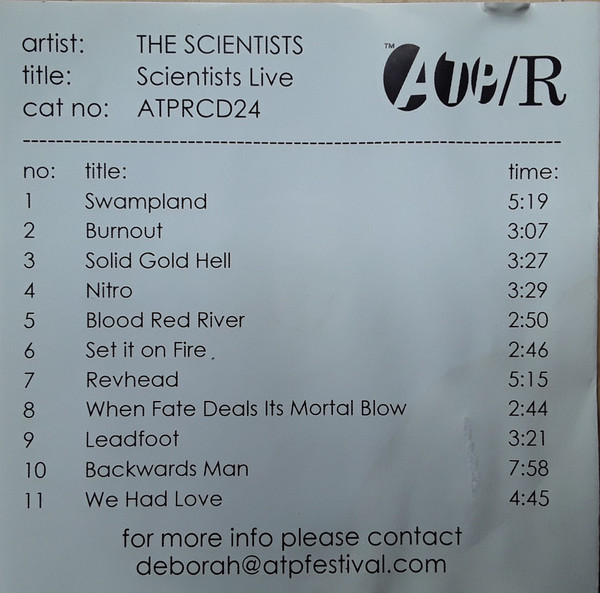 artist: THE SCIENTISTS
title: Scientists Live
cat no: ATPRCD24
™ ATP/R
--------------------------------------------------------------
no: title: time:
1 Swampland 5:19
2 Burnout 3:07
3 Solid Gold Hell 3:27
4 Nitro 3:29
5 Blood Red River 2:50
6 Set it on Fire 2:46
7 Revhead 5:15
8 When Fate Deals Its Mortal Blow 2:44
9 Leadfoot 3:21
10 Backwards Man 7:58
11 We Had Love 4:45
for more info please contact
deborah@atpfestival.com